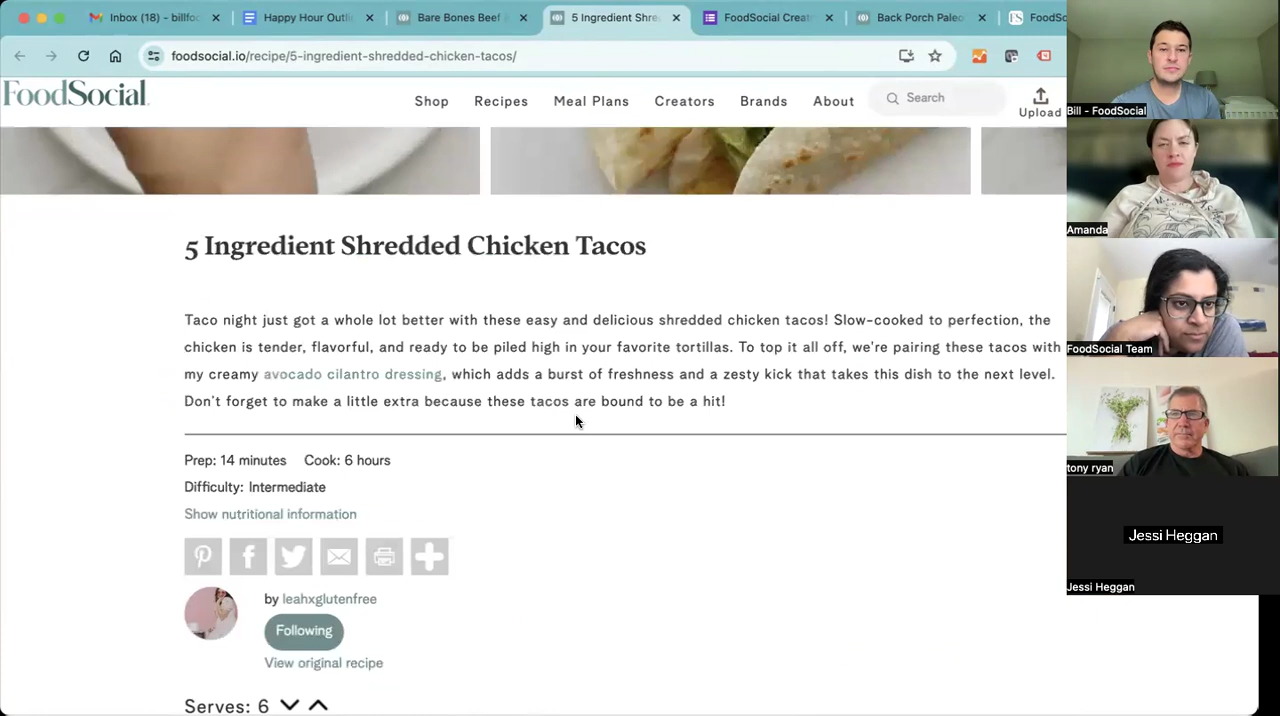 Inbox (18) - billfoo
Happy Hour Outli
Bare Bones Beef
5 Ingredient Shre
FoodSocial Creat
Back Porch Paleo
FoodSo
foodsocial.io/recipe/5-ingredient-shredded-chicken-tacos/
FoodSocial
Shop
Recipes
Meal Plans
Creators
Brands
About
Search
Upload
5 Ingredient Shredded Chicken Tacos
Taco night just got a whole lot better with these easy and delicious shredded chicken tacos! Slow-cooked to perfection, the
chicken is tender, flavorful, and ready to be piled high in your favorite tortillas. To top it all off, we're pairing these tacos with
my creamy avocado cilantro dressing, which adds a burst of freshness and a zesty kick that takes this dish to the next level.
Don't forget to make a little extra because these tacos are bound to be a hit!
Prep: 14 minutes Cook: 6 hours
Difficulty: Intermediate
Show nutritional information
by leahxglutenfree
Following
View original recipe
Serves: 6
Bill - FoodSocial
Amanda
FoodSocial Team
tony ryan
Jessi Heggan
Jessi Heggan